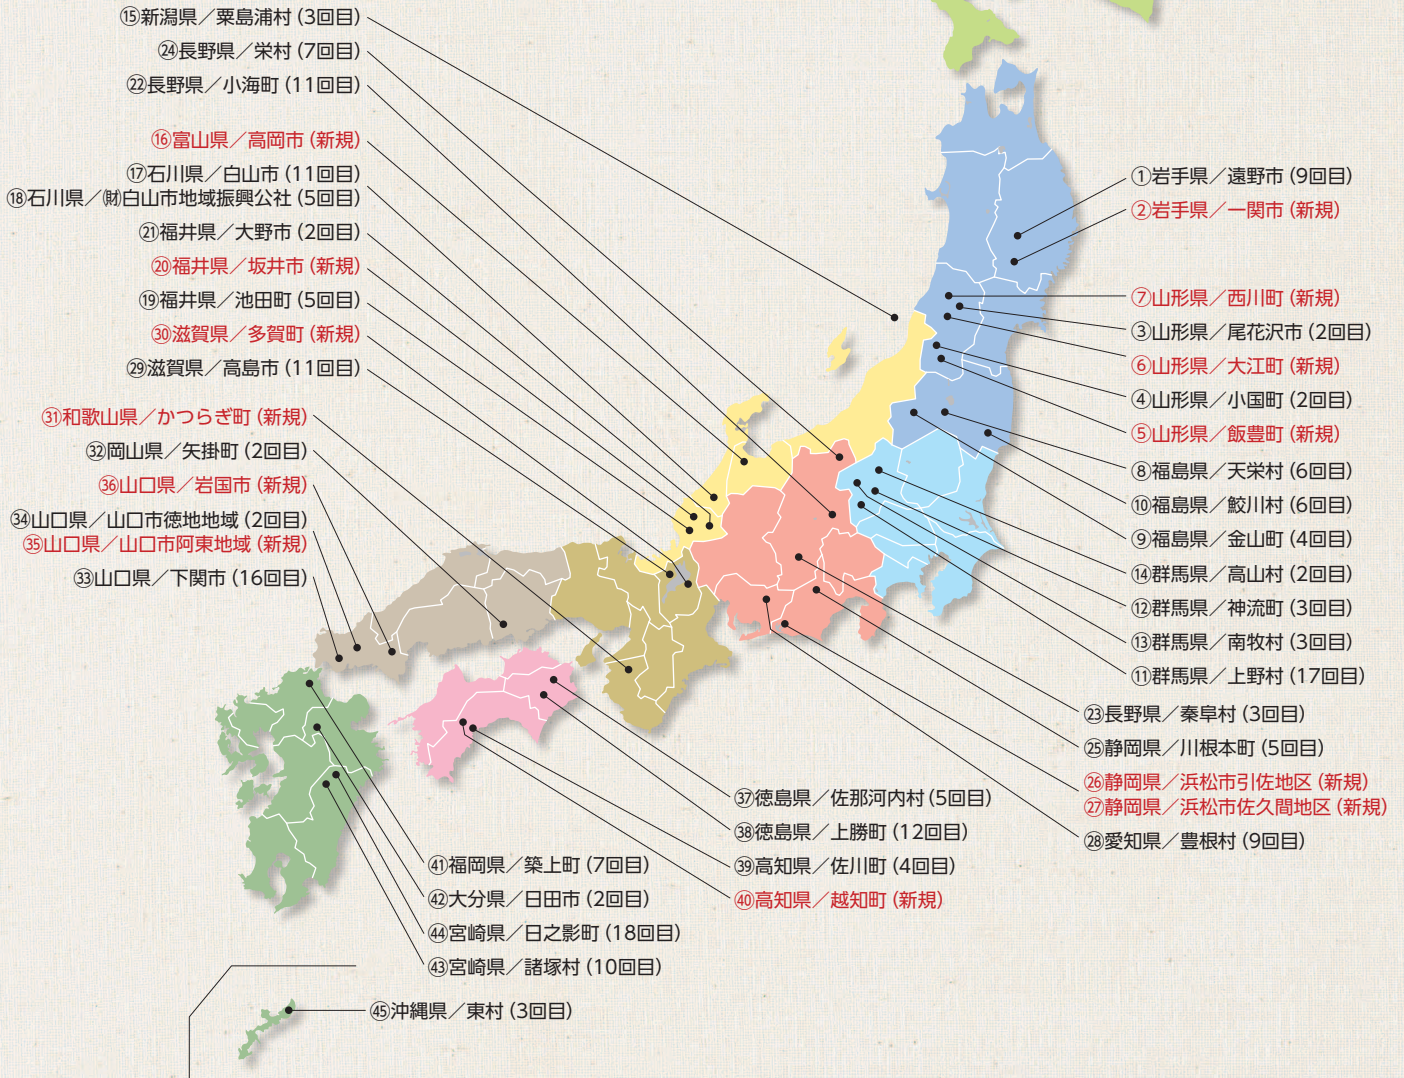 ⑮新潟県／粟島浦村（3回目）
㉔長野県／栄村（7回目）
㉒長野県／小海町（11回目）
⑯富山県／高岡市（新規）
⑰石川県／白山市（11回目）
⑱石川県／㈶白山市地域振興公社（5回目）
㉑福井県／大野市（2回目）
⑳福井県／坂井市（新規）
⑲福井県／池田町（5回目）
㉚滋賀県／多賀町（新規）
㉙滋賀県／高島市（11回目）
㉛和歌山県／かつらぎ町（新規）
㉜岡山県／矢掛町（2回目）
㊱山口県／岩国市（新規）
㉞山口県／山口市徳地地域（2回目）
㉟山口県／山口市阿東地域（新規）
㉝山口県／下関市（16回目）
①岩手県／遠野市（9回目）
②岩手県／一関市（新規）
⑦山形県／西川町（新規）
③山形県／尾花沢市（2回目）
⑥山形県／大江町（新規）
④山形県／小国町（2回目）
⑤山形県／飯豊町（新規）
⑧福島県／天栄村（6回目）
⑩福島県／鮫川村（6回目）
⑨福島県／金山町（4回目）
⑭群馬県／高山村（2回目）
⑫群馬県／神流町（3回目）
⑬群馬県／南牧村（3回目）
⑪群馬県／上野村（17回目）
㉓長野県／泰阜村（3回目）
㉕静岡県／川根本町（5回目）
㉖静岡県／浜松市引佐地区（新規）
㉗静岡県／浜松市佐久間地区（新規）
㉘愛知県／豊根村（9回目）
㊲徳島県／佐那河内村（5回目）
㊳徳島県／上勝町（12回目）
㊴高知県／佐川町（4回目）
㊵高知県／越知町（新規）
㊶福岡県／築上町（7回目）
㊷大分県／日田市（2回目）
㊹宮崎県／日之影町（18回目）
㊸宮崎県／諸塚村（10回目）
㊺沖縄県／東村（3回目）